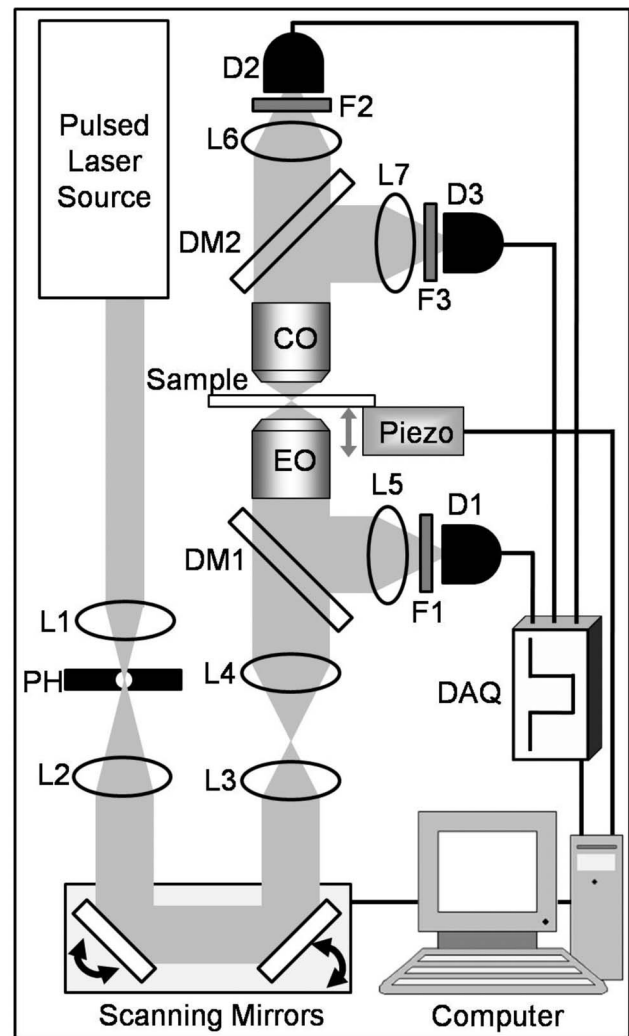 Pulsed
Laser
Source
D2
F2
L6
L7
D3
DM2
F3
CO
Sample
EO
Piezo
L5
D1
DM1
F1
L1
PH
L4
DAQ
L2
L3
Scanning Mirrors
Computer